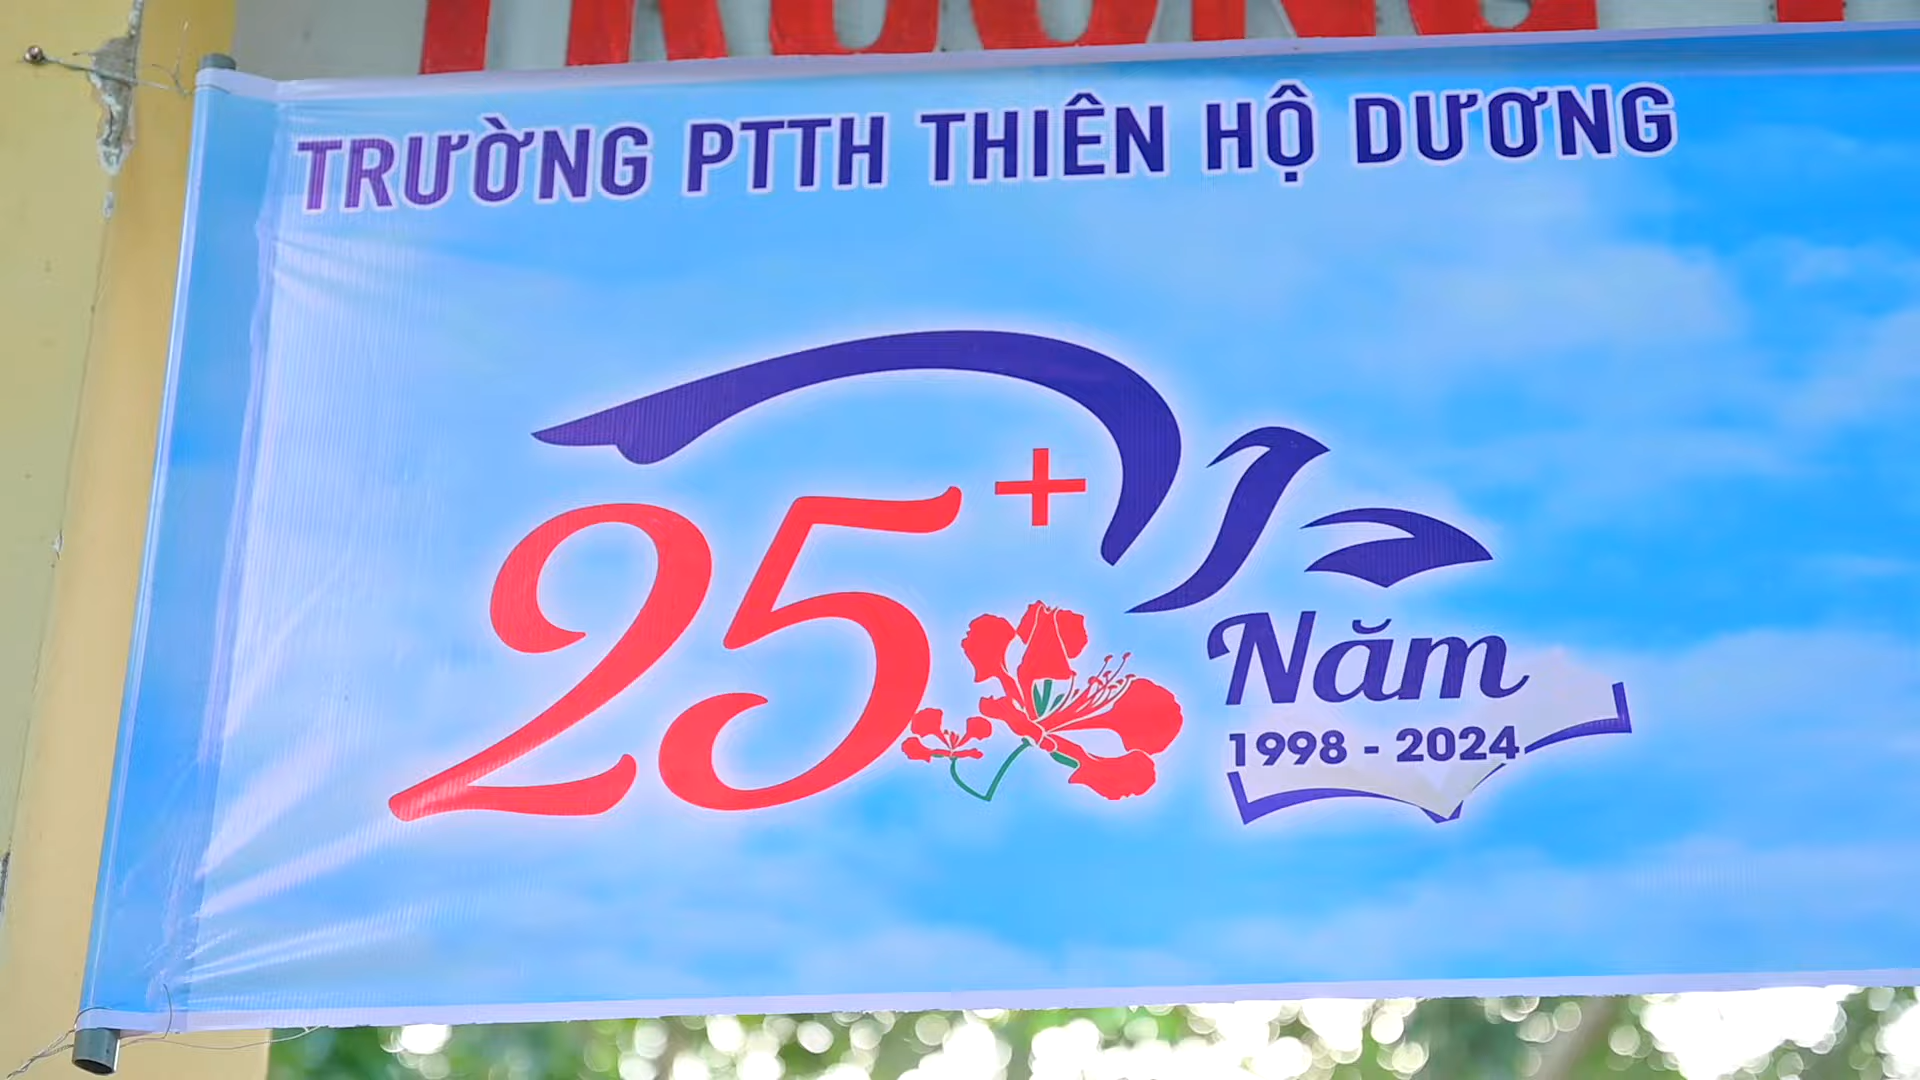 TRƯỜNG
TRƯỜNG PTTH THIÊN HỘ DƯƠNG
25+
Năm
1998 - 2024